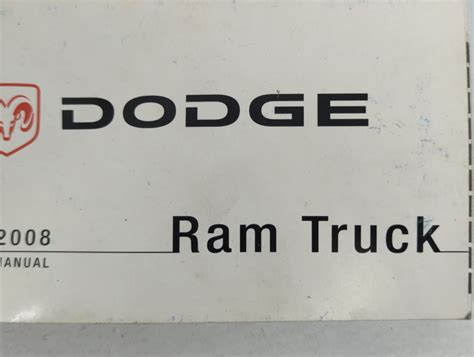 DODGE
2008
Ram Truck
MANUAL